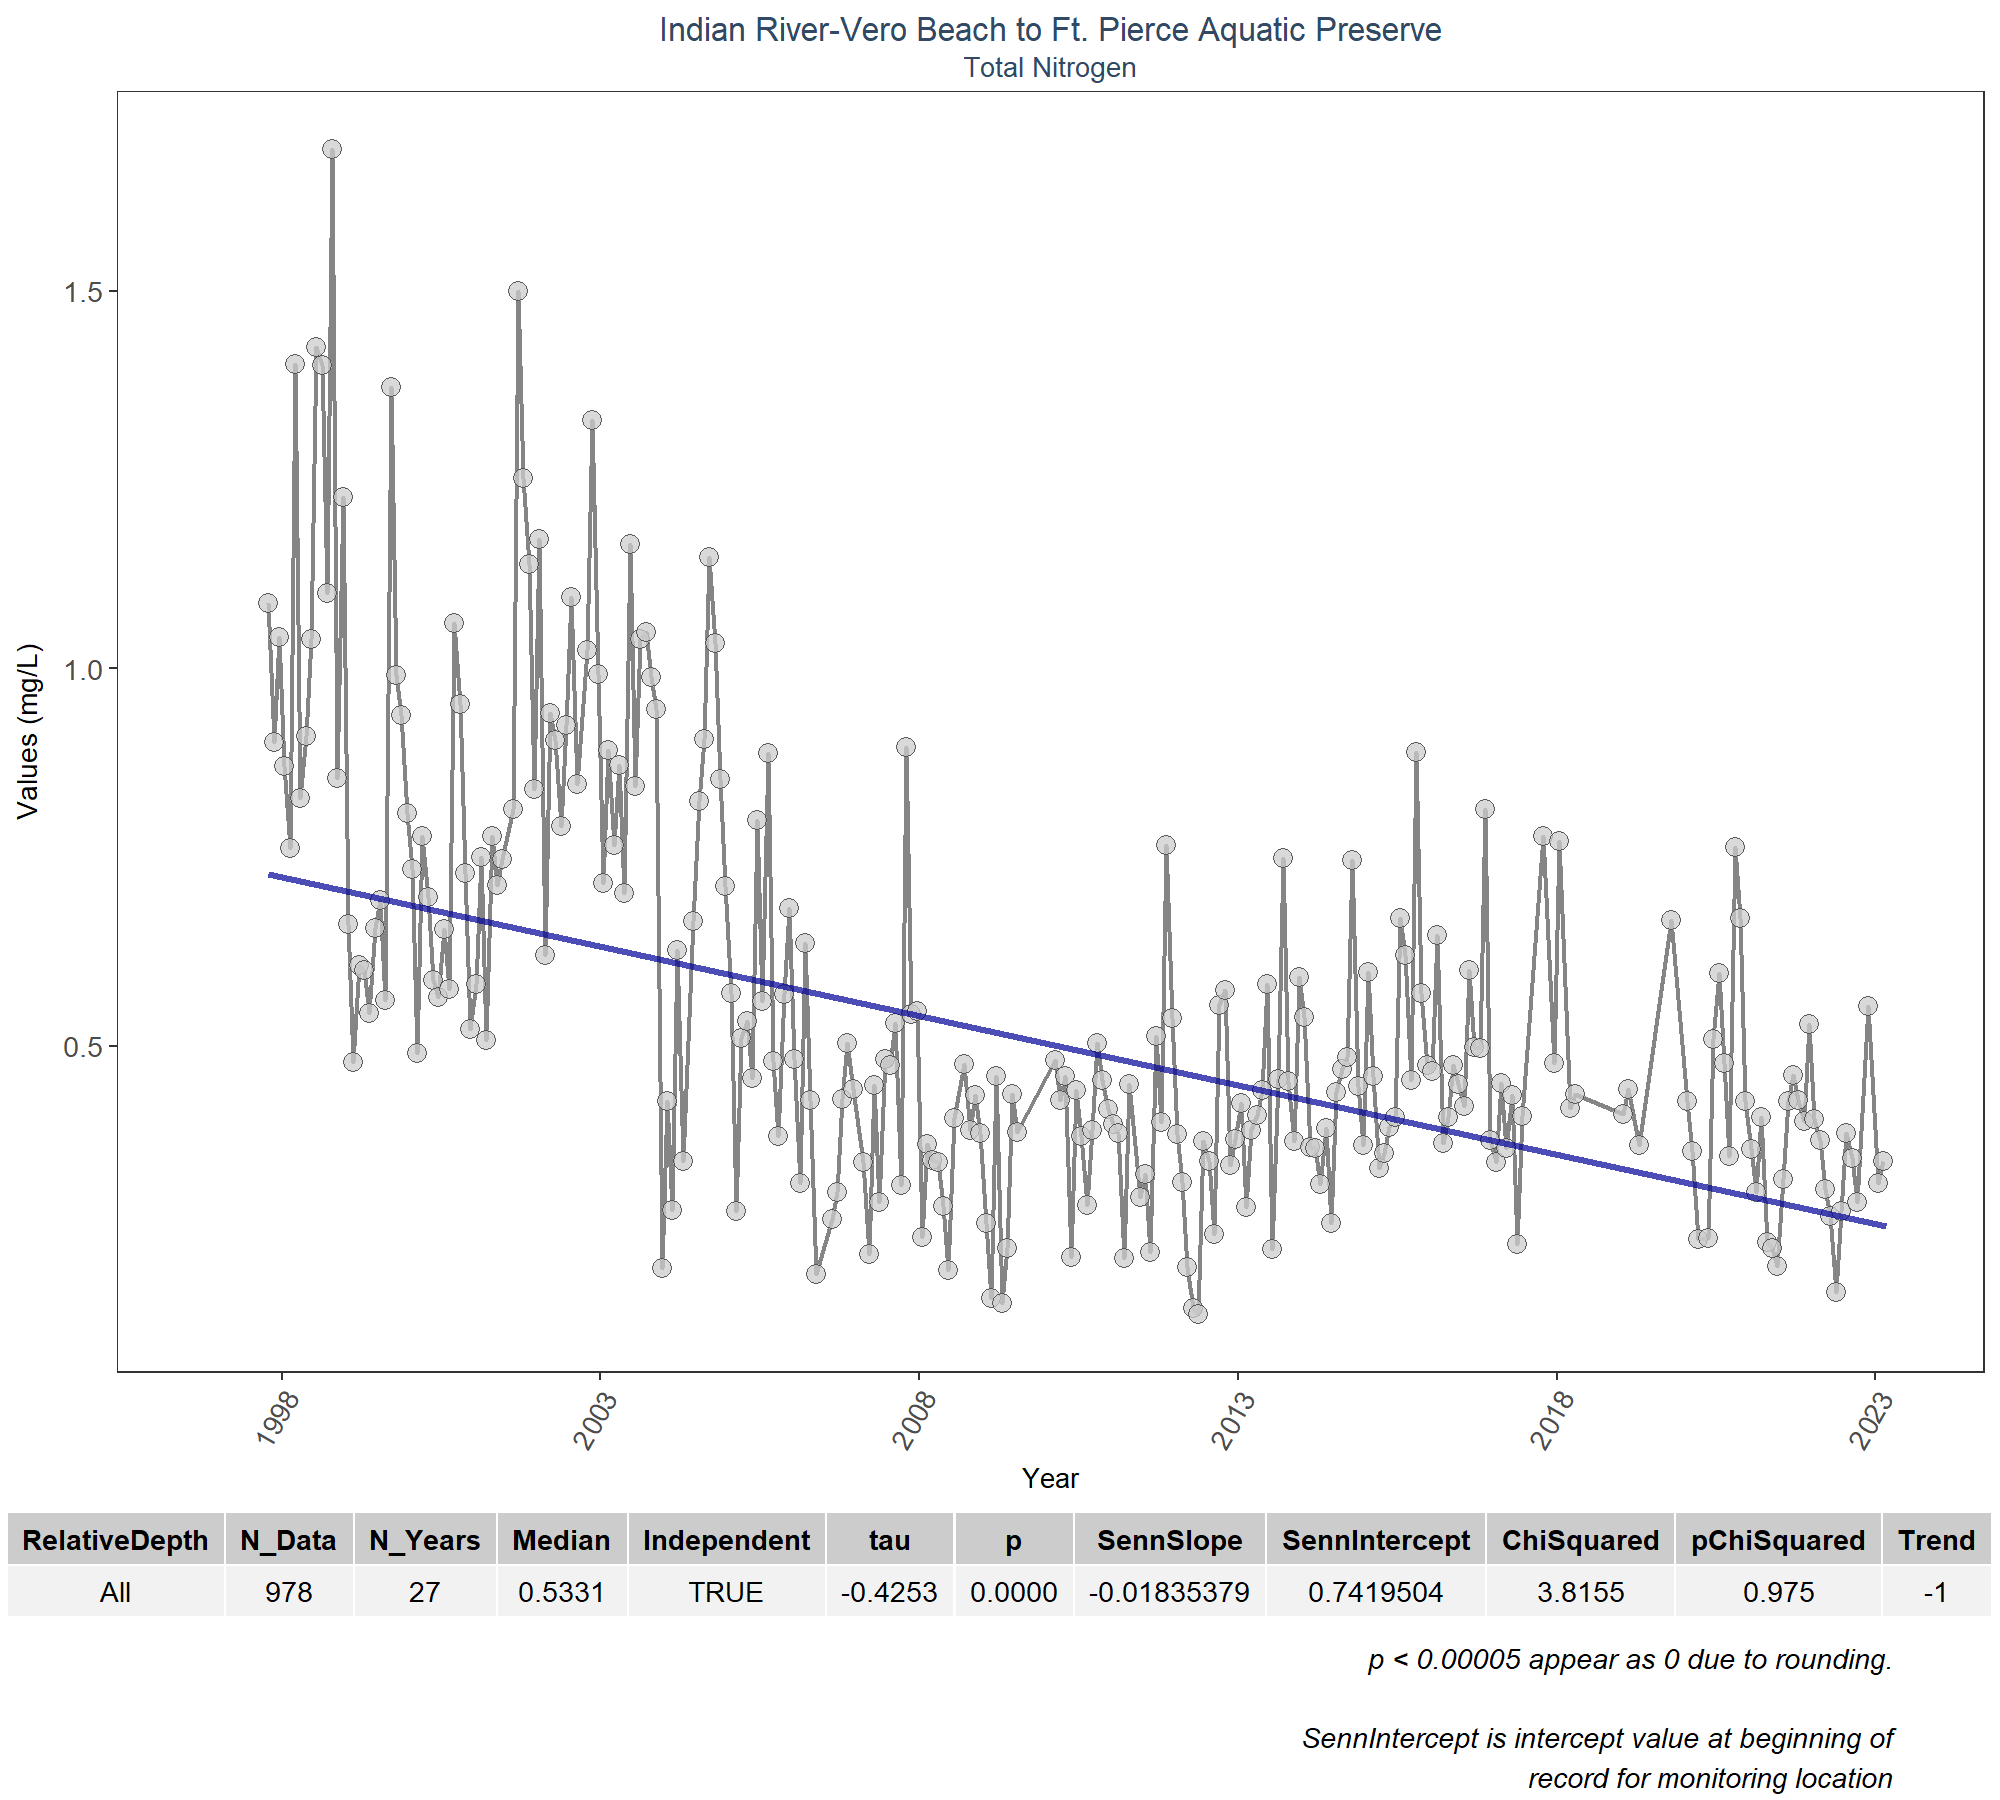 Indian River-Vero Beach to Ft. Pierce Aquatic Preserve
Total Nitrogen
Values (mg/L)
1.5
1.0
0.5
1998 2003 2008 2013 2018 2023
Year
RelativeDepth N_Data N_Years Median Independent tau p SennSlope SennIntercept ChiSquared pChiSquared Trend
All 978 27 0.5331 TRUE -0.4253 0.0000 -0.01835379 0.7419504 3.8155 0.975 -1
p < 0.00005 appear as 0 due to rounding.
SennIntercept is intercept value at beginning of
record for monitoring location